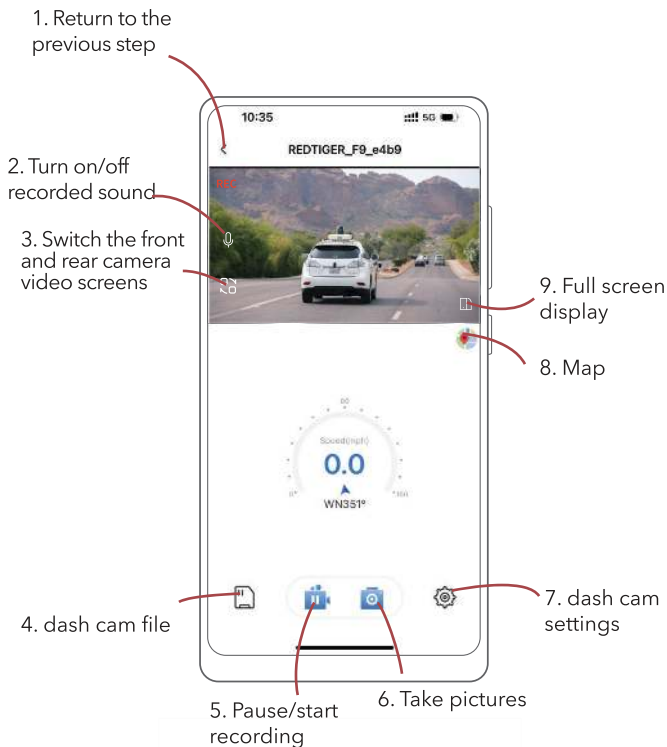 1. Return to the
previous step
10:35
5G
REDTIGER_F9_e4b9
2. Turn on/off
recorded sound
REC
3. Switch the front
and rear camera
video screens
9. Full screen
display
8. Map
60
Speed(mph)
0.0
0°
WN351°
4. dash cam file
7. dash cam
settings
6. Take pictures
5. Pause/start
recording